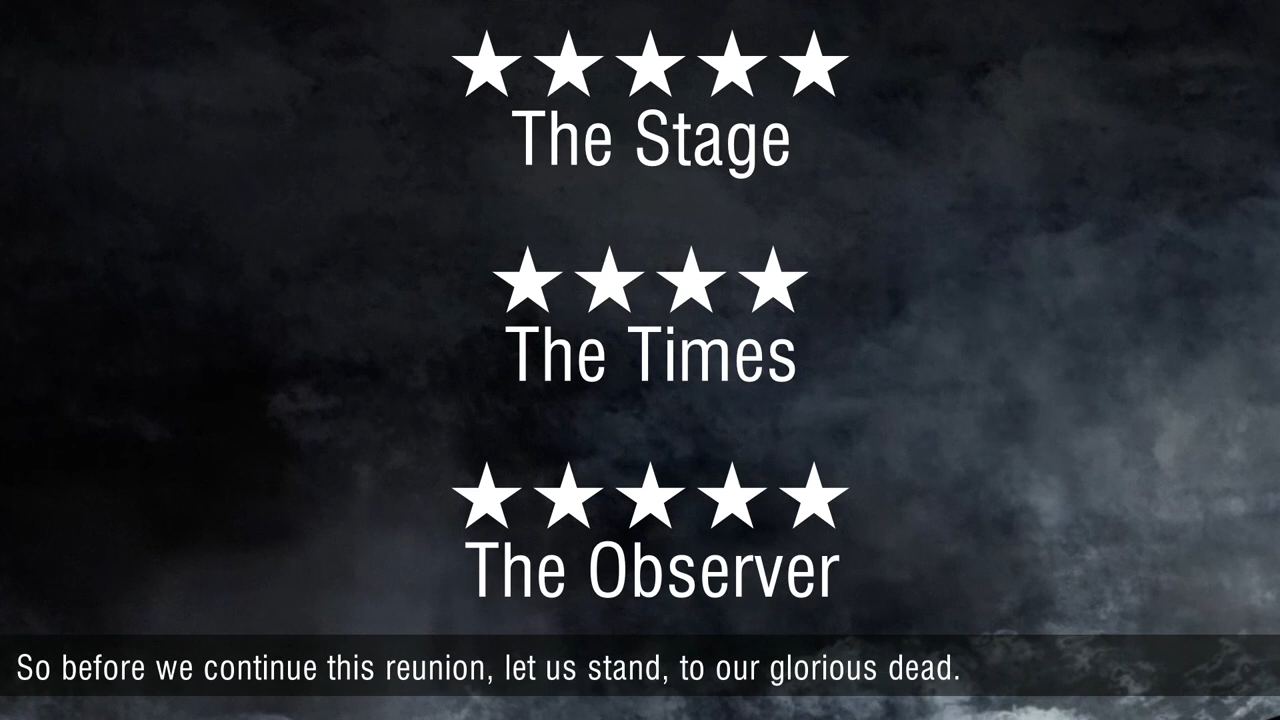 ★★★★★
The Stage
★★★★
The Times
★★★★★
The Observer
So before we continue this reunion, let us stand, to our glorious dead.